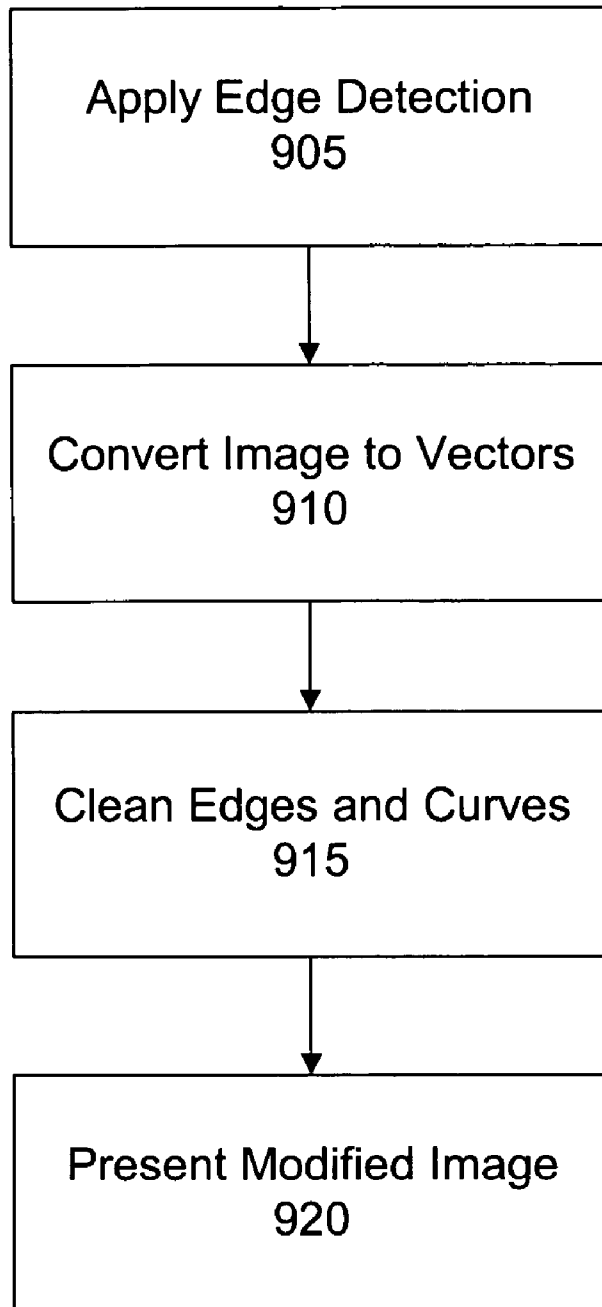 Apply Edge Detection
905
Convert Image to Vectors
910
Clean Edges and Curves
915
Present Modified Image
920